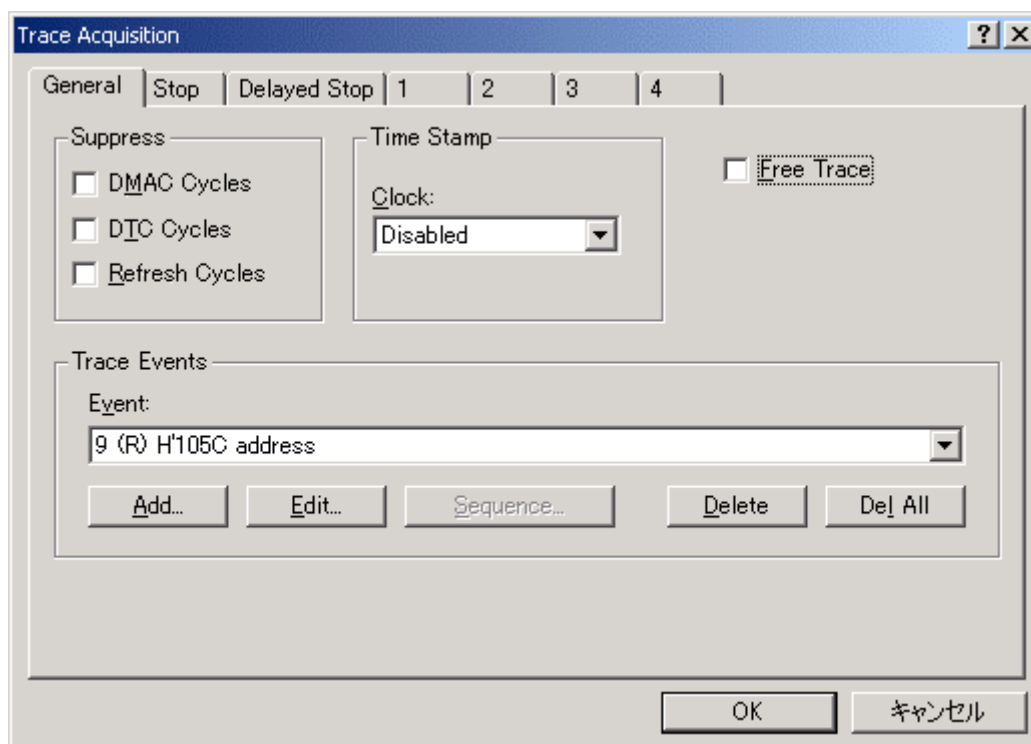 Trace Acquisition
General Stop Delayed Stop 1 2 3 4
Suppress
DMAC Cycles
DTC Cycles
Refresh Cycles
Time Stamp
Clock:
Disabled
Free Trace
Trace Events
Event:
9 (R) H'105C address
Add... Edit... Sequence... Delete Del All
OK キャンセル